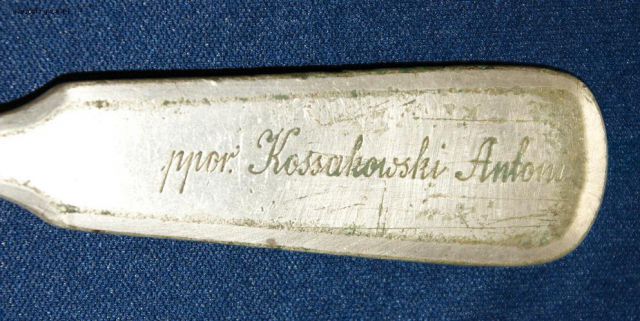 ppor. Kossakowski Antoni